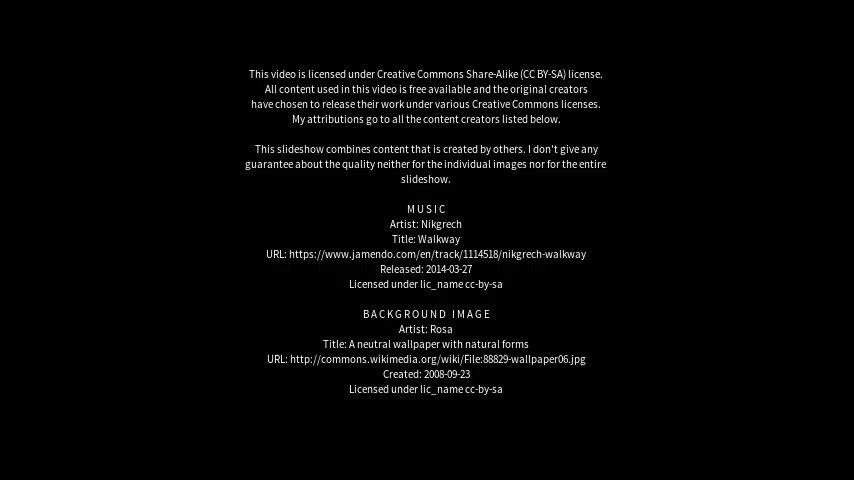 This video is licensed under Creative Commons Share-Alike (CC BY-SA) license.
All content used in this video is free available and the original creators
have chosen to release their work under various Creative Commons licenses.
My attributions go to all the content creators listed below.
This slideshow combines content that is created by others. I don't give any
guarantee about the quality neither for the individual images nor for the entire
slideshow.
MUSIC
Artist: Nikgrech
Title: Walkway
URL: https://www.jamendo.com/en/track/1114518/nikgrech-walkway
Released: 2014-03-27
Licensed under lic_name cc-by-sa
BACKGROUND IMAGE
Artist: Rosa
Title: A neutral wallpaper with natural forms
URL: http://commons.wikimedia.org/wiki/File:88829-wallpaper06.jpg
Created: 2008-09-23
Licensed under lic_name cc-by-sa